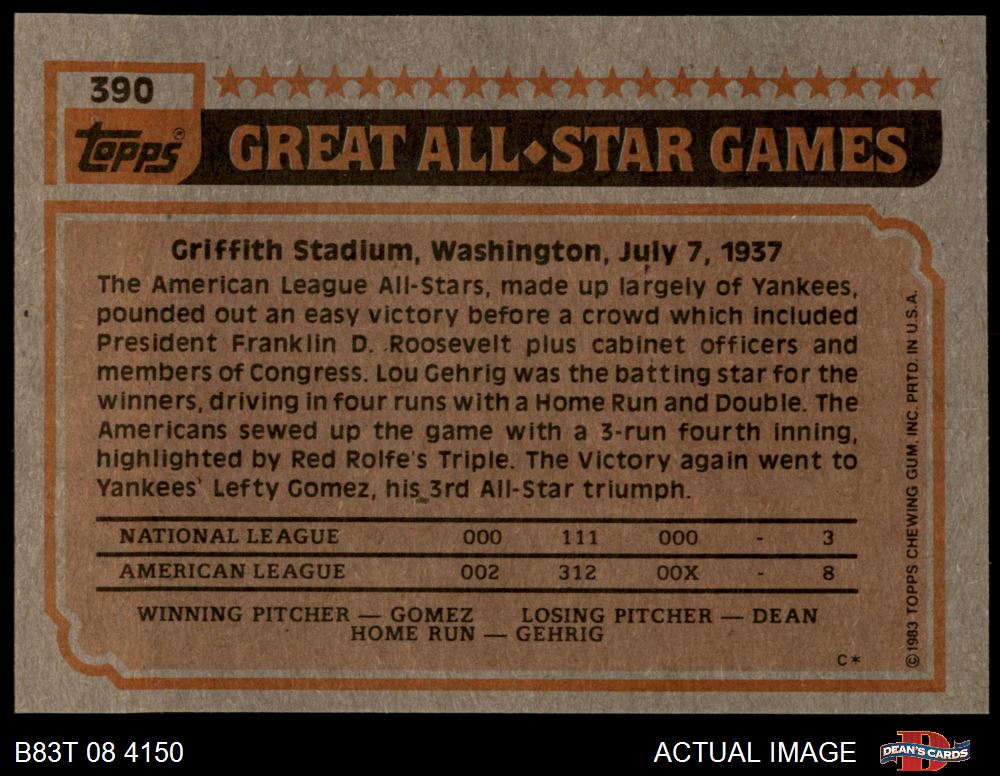 390
topps®
GREAT ALL◆STAR GAMES
Griffith Stadium, Washington, July 7, 1937
The American League All-Stars, made up largely of Yankees,
pounded out an easy victory before a crowd which included
President Franklin D. Roosevelt plus cabinet officers and
members of Congress. Lou Gehrig was the batting star for the
winners, driving in four runs with a Home Run and Double. The
Americans sewed up the game with a 3-run fourth inning,
highlighted by Red Rolfe's Triple. The Victory again went to
Yankees' Lefty Gomez, his 3rd All-Star triumph.
NATIONAL LEAGUE 000 111 000 - 3
AMERICAN LEAGUE 002 312 00X - 8
WINNING PITCHER — GOMEZ LOSING PITCHER — DEAN
HOME RUN — GEHRIG
C*
©1983 TOPPS CHEWING GUM, INC. PRTD. IN U.S.A.
B83T 08 4150
ACTUAL IMAGE
D
DEAN'S CARDS